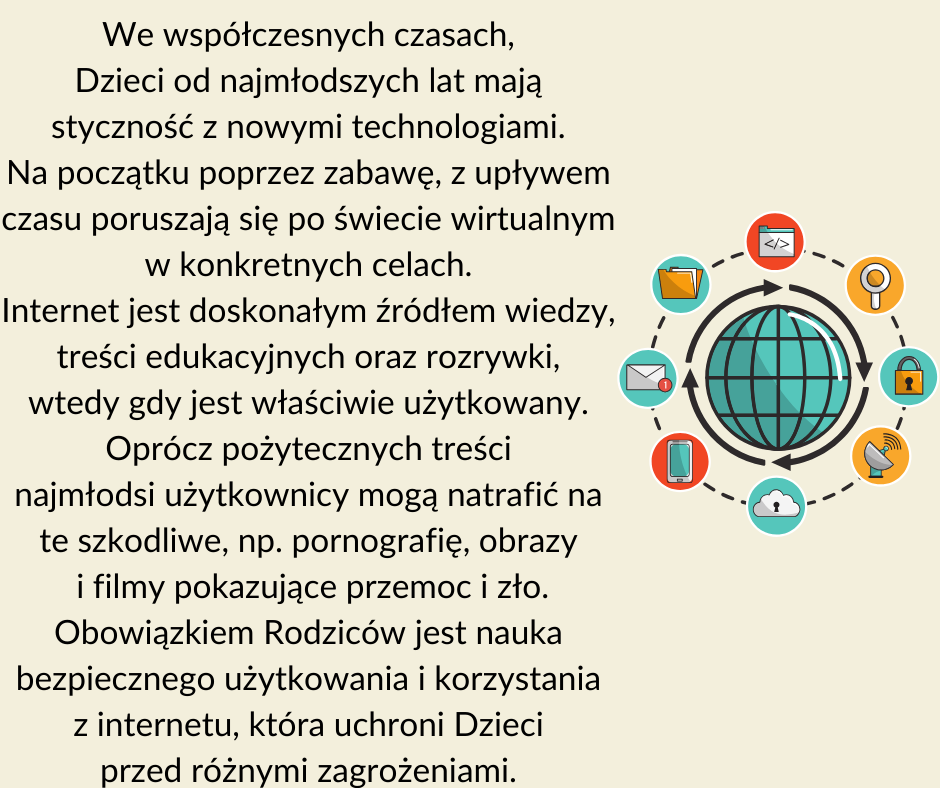 We współczesnych czasach,
Dzieci od najmłodszych lat mają
styczność z nowymi technologiami.
Na początku poprzez zabawę, z upływem
czasu poruszają się po świecie wirtualnym
w konkretnych celach.
Internet jest doskonałym źródłem wiedzy,
treści edukacyjnych oraz rozrywki,
wtedy gdy jest właściwie użytkowany.
Oprócz pożytecznych treści
najmłodsi użytkownicy mogą natrafić na
te szkodliwe, np. pornografię, obrazy
i filmy pokazujące przemoc i zło.
Obowiązkiem Rodziców jest nauka
bezpiecznego użytkowania i korzystania
z internetu, która uchroni Dzieci
przed różnymi zagrożeniami.
</>
1